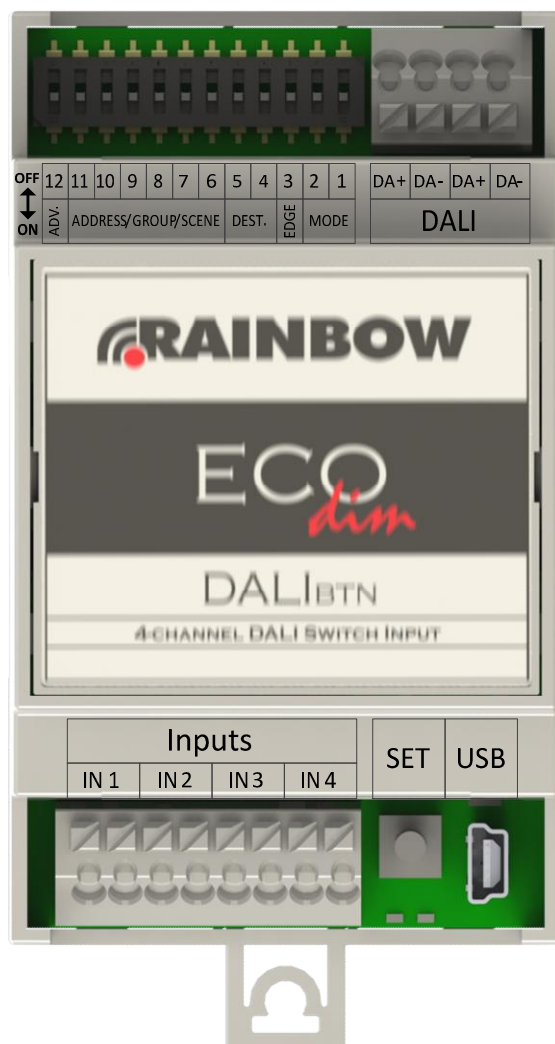 OFF 12 11 10 9 8 7 6 5 4 3 2 1 DA+ DA- DA+ DA-
ON ADV. ADDRESS/GROUP/SCENE DEST. EDGE MODE DALI
RAINBOW
ECO
dim
DALIBTN
4-CHANNEL DALI SWITCH INPUT
Inputs SET USB
IN 1 IN 2 IN 3 IN 4